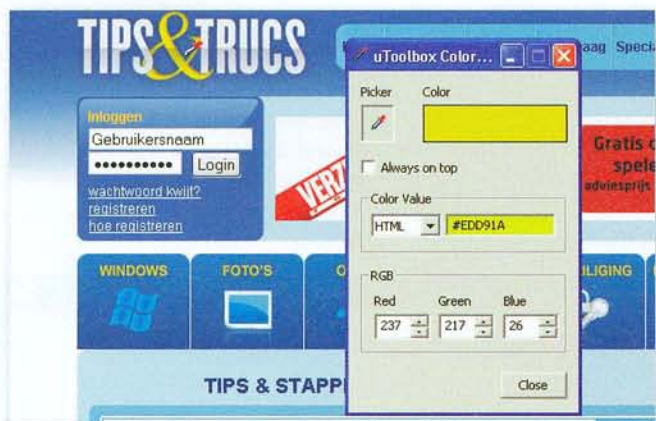 TIPS & TRUCS
aag Speci
Inloggen
Gebruikersnaam
Login
wachtwoord kwijt?
registreren
hoe registreren
VERZ
Gratis
spele
adviesprijs
WINDOWS
FOTO'S
O
ILIGING
TIPS & STAPP
uToolbox Color...
Picker
Color
Always on top
Color Value
HTML
#EDD91A
RGB
Red
Green
Blue
237
217
26
Close